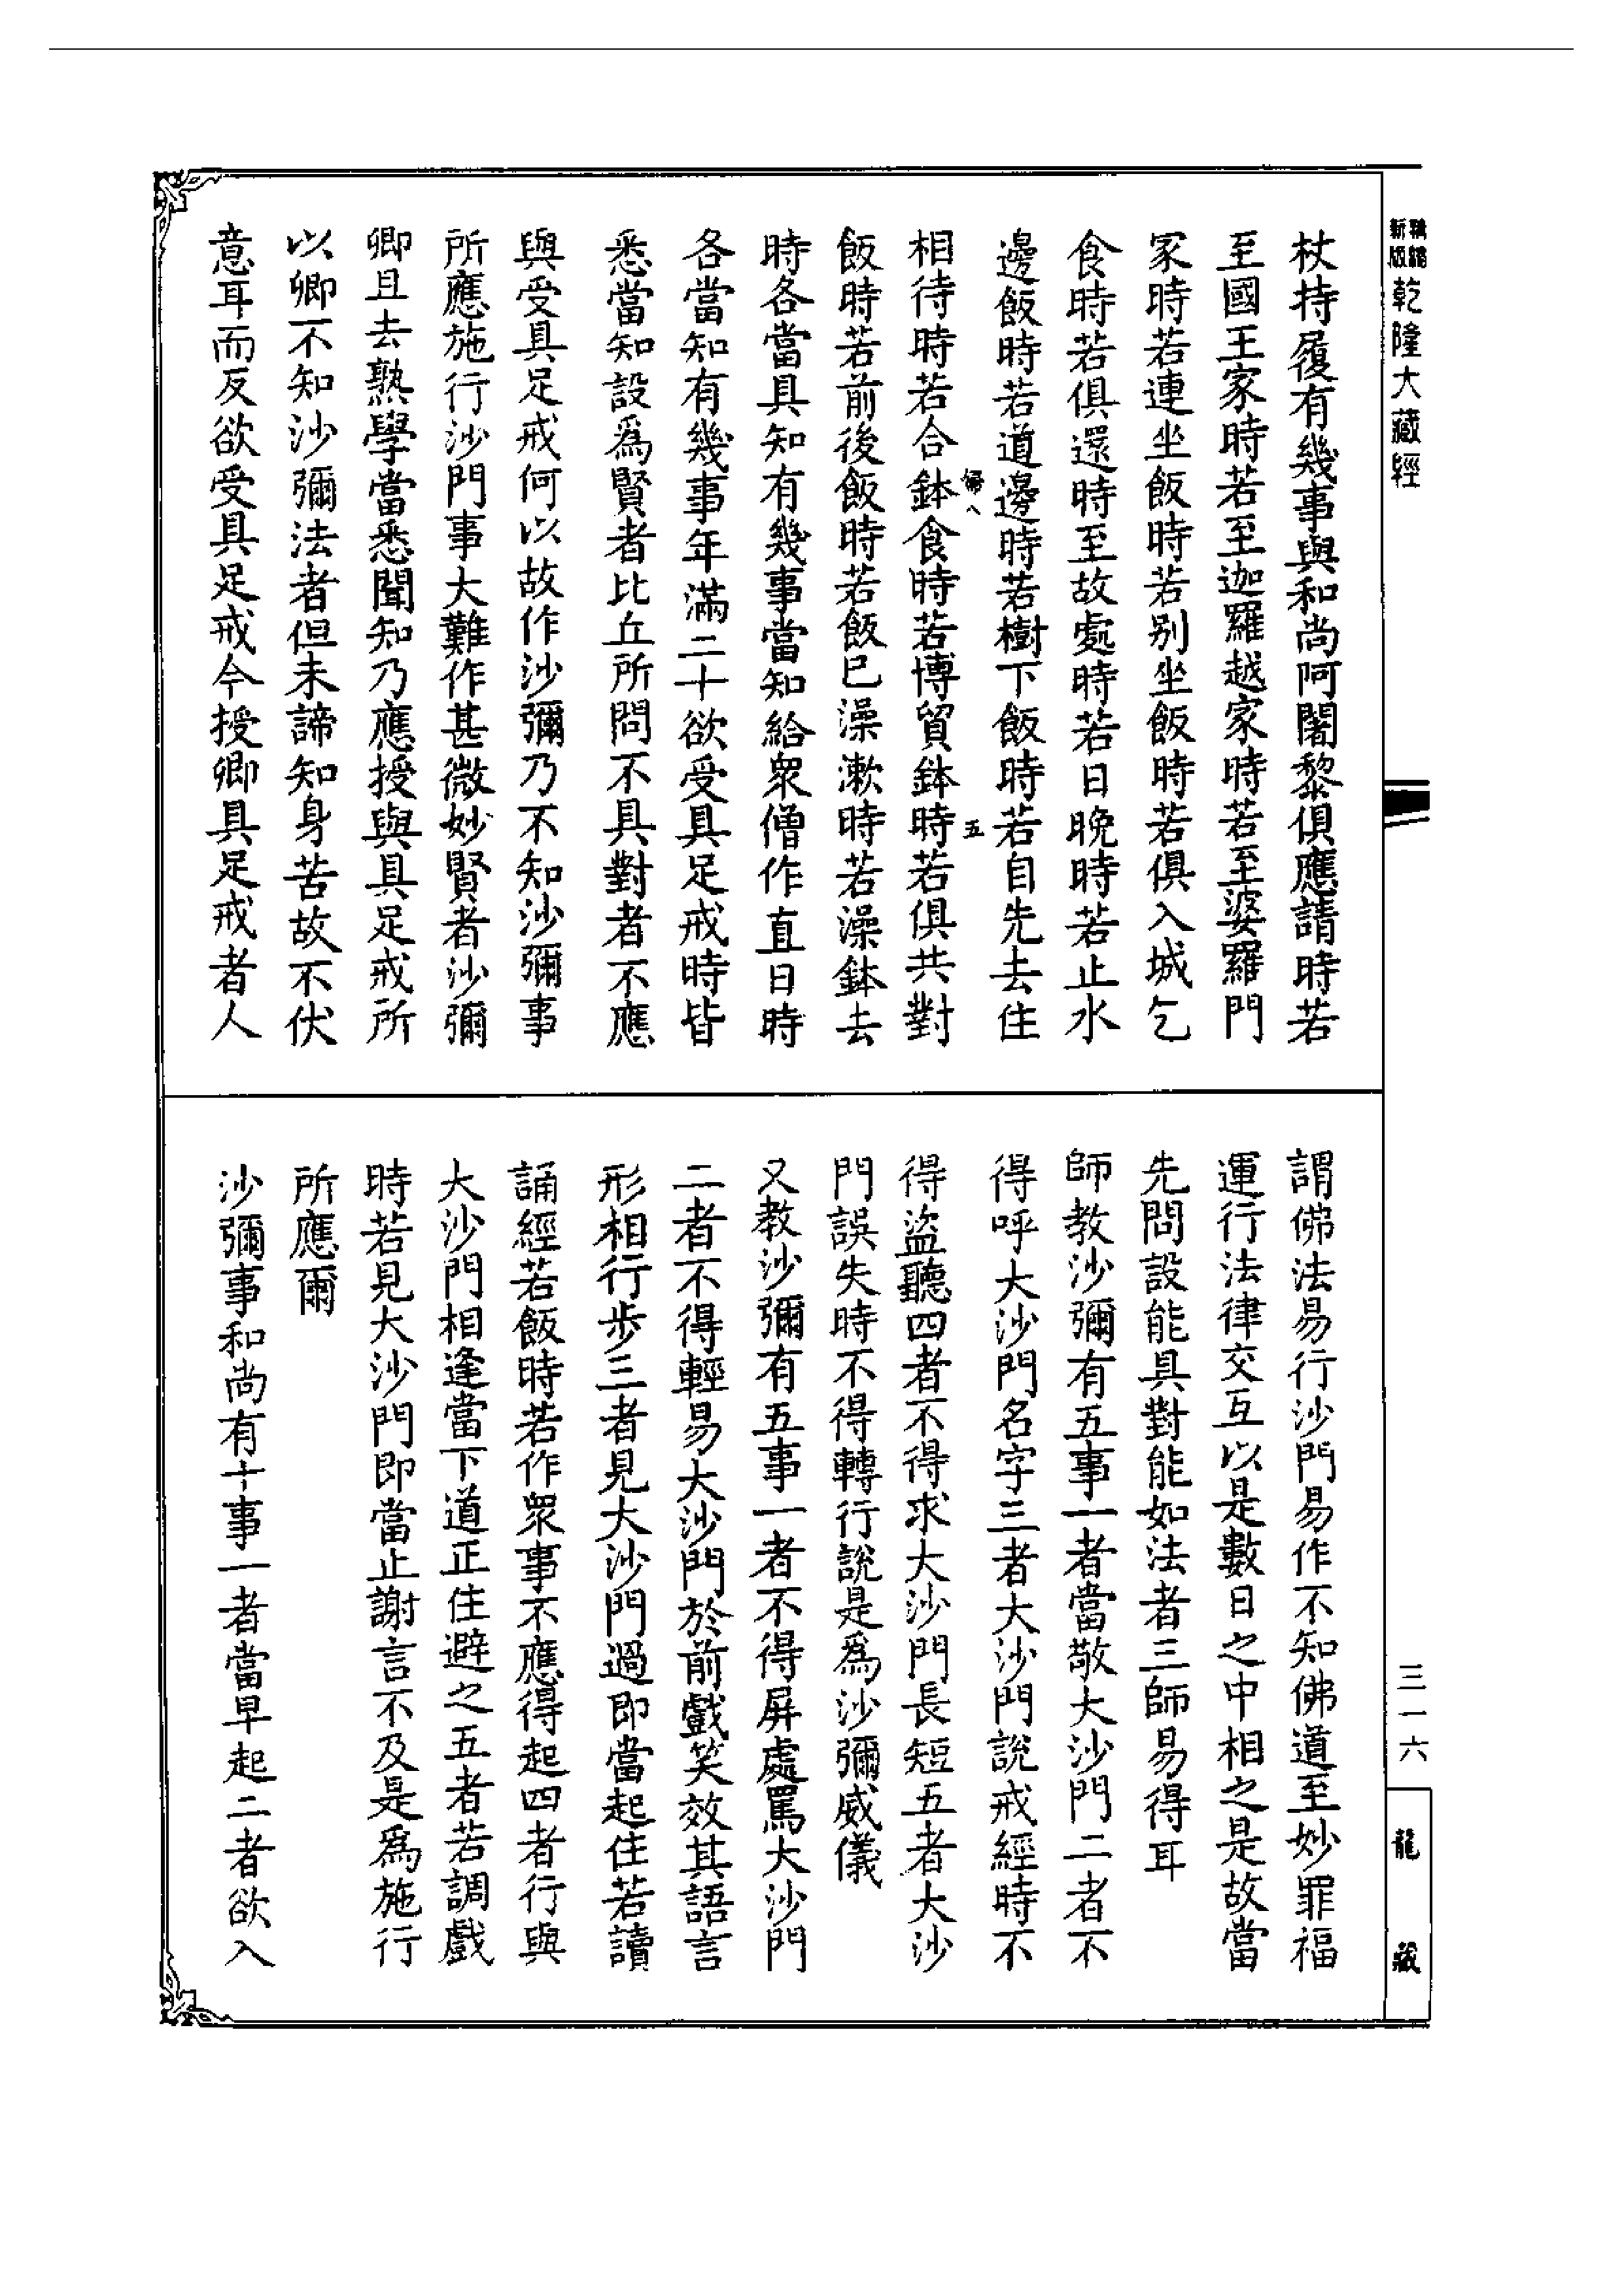 新編縮版
乾隆大藏經
杖持履有幾事與和尚阿闍黎俱應請時若
至國王家時若至迦羅越家時若至婆羅門
家時若連坐飯時若別坐飯時若俱入城乞
食時若俱還時至故處時若日晚時若止水
邊飯時若道邊時若樹下飯時若自先去住
五
相待時若合鉢食時若博貿鉢時若俱共對
飯時若前後飯時若飯已澡漱時若澡鉢去
時各當具知有幾事當知給眾僧作直日時
各當知有幾事年滿二十欲受具足戒時皆
悉當知設爲賢者比丘所問不具對者不應
與受具足戒何以故作沙彌乃不知沙彌事
所應施行沙門事大難作甚微妙賢者沙彌
卿且去熟學當悉聞知乃應授與具足戒所
以卿不知沙彌法者但未諦知身苦故不伏
意耳而反欲受具足戒今授卿具足戒者人
謂佛法易行沙門易作不知佛道至妙罪福
運行法律交互以是數日之中相之是故當
先問設能具對能如法者三師易得耳
師教沙彌有五事一者當敬大沙門二者不
得呼大沙門名字三者大沙門說戒經時不
得盜聽四者不得求大沙門長短五者大沙
門誤失時不得轉行說是爲沙彌威儀
又教沙彌有五事一者不得屏處罵大沙門
二者不得輕易大沙門於前戲笑效其語言
形相行步三者見大沙門過即當起住若讀
誦經若飯時若作眾事不應得起四者行與
大沙門相逢當下道正住避之五者若調戲
時若見大沙門即當止謝言不及是爲施行
所應爾
沙彌事和尚有十事一者當早起二者欲入
三一六
龍藏